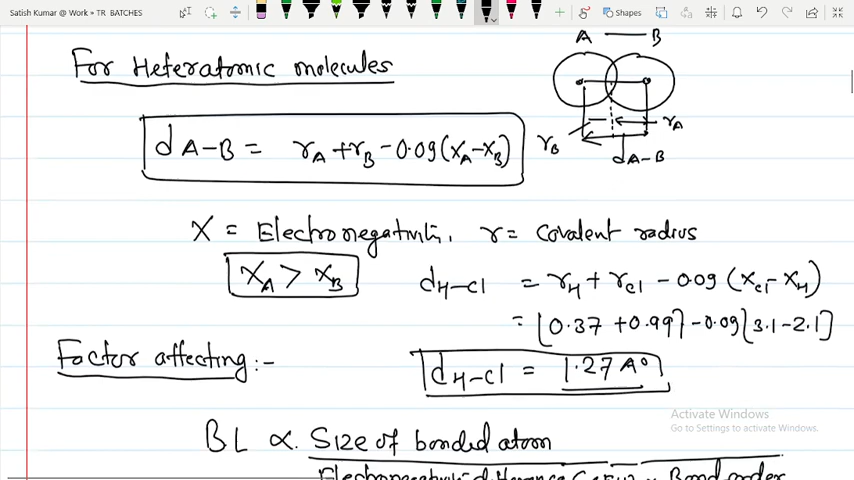 Satish Kumar @ Work » TR BATCHES
Shapes
A — B
For Heteratomic molecules
dA-B = rA + rB - 0.09(XA - XB)
rB
rA
dA-B
X = Electronegativity, r = Covalent radius
XA > XB
dH-Cl = rH + rCl - 0.09 (XCl - XH)
= [0.37 + 0.99] - 0.09[3.1 - 2.1]
Factor affecting :-
dH-Cl = 1.27 A°
Activate Windows
Go to Settings to activate Windows.
BL ∝ Size of bonded atom
Bond order